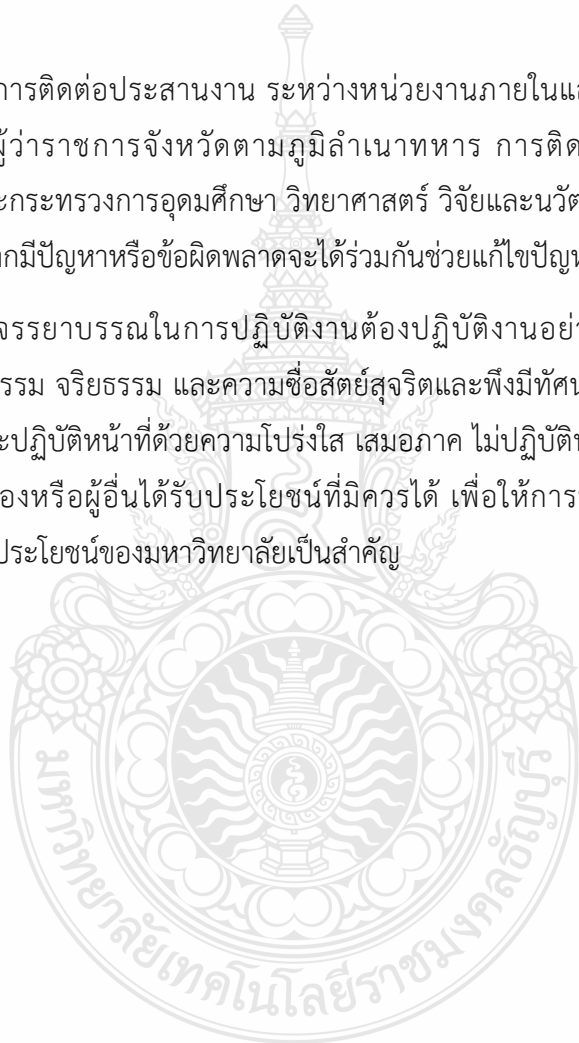 การติดต่อประสานงาน ระหว่างหน่วยงานภายในแล
ผู้ว่าราชการจังหวัดตามภูมิลำเนาทหาร การติด
ะกระทรวงการอุดมศึกษา วิทยาศาสตร์ วิจัยและนวัต
ากมีปัญหาหรือข้อผิดพลาดจะได้ร่วมกันช่วยแก้ไขปัญห
จรรยาบรรณในการปฏิบัติงานต้องปฏิบัติงานอย่า
ธรรม จริยธรรม และความซื่อสัตย์สุจริตและพึงมีทัศน
ะปฏิบัติหน้าที่ด้วยความโปร่งใส เสมอภาค ไม่ปฏิบัติห
องหรือผู้อื่นได้รับประโยชน์ที่มิควรได้ เพื่อให้การ
ประโยชน์ของมหาวิทยาลัยเป็นสำคัญ
มหาวิทยาลัยเทคโนโลยีราชมงคลธัญบุรี